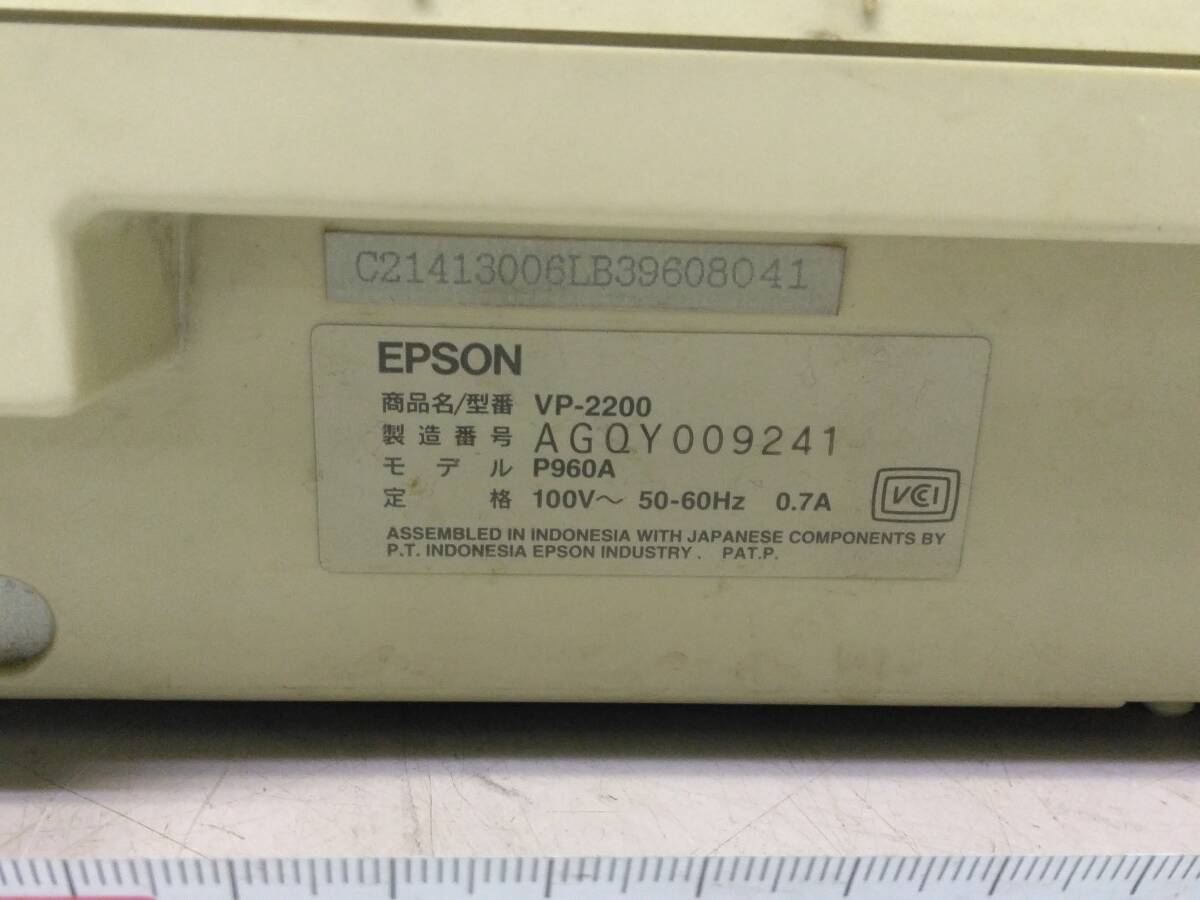 C21413006LB39608041
EPSON
商品名/型番 VP-2200
製造番号 AGQY009241
モデル P960A
定格 100V～ 50-60Hz 0.7A
VCI
ASSEMBLED IN INDONESIA WITH JAPANESE COMPONENTS BY
P.T. INDONESIA EPSON INDUSTRY. PAT.P.